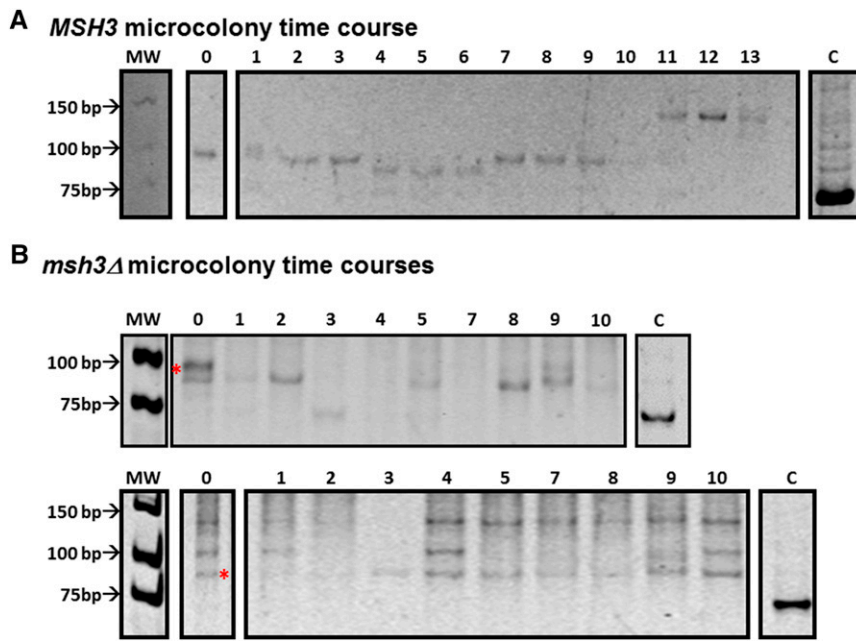 A MSH3 microcolony time course
MW 0 1 2 3 4 5 6 7 8 9 10 11 12 13 C
150 bp→
100 bp→
75bp→
B msh3Δ microcolony time courses
MW 0 1 2 3 4 5 6 7 8 9 10 C
100 bp→
*
75bp→
MW 0 1 2 3 4 5 7 8 9 10 C
150 bp→
100 bp→
*
75bp→